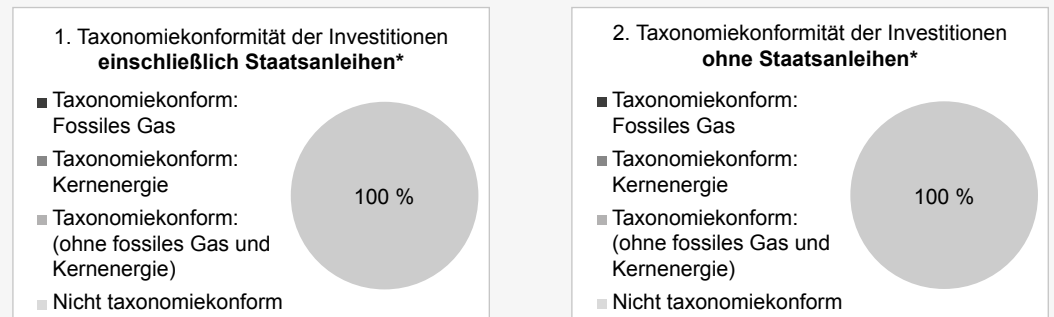 1. Taxonomiekonformität der Investitionen
einschließlich Staatsanleihen*
Taxonomiekonform:
Fossiles Gas
Taxonomiekonform:
Kernenergie
Taxonomiekonform:
(ohne fossiles Gas und
Kernenergie)
Nicht taxonomiekonform
100 %
2. Taxonomiekonformität der Investitionen
ohne Staatsanleihen*
Taxonomiekonform:
Fossiles Gas
Taxonomiekonform:
Kernenergie
Taxonomiekonform:
(ohne fossiles Gas und
Kernenergie)
Nicht taxonomiekonform
100 %